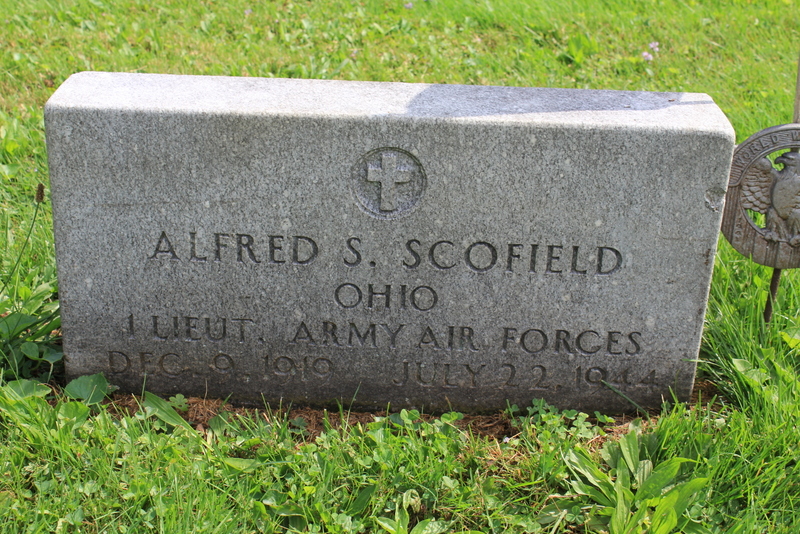 ALFRED S. SCOFIELD
OHIO
1 LIEUT. ARMY AIR FORCES
DEC. 9, 1919 JULY 22, 1944